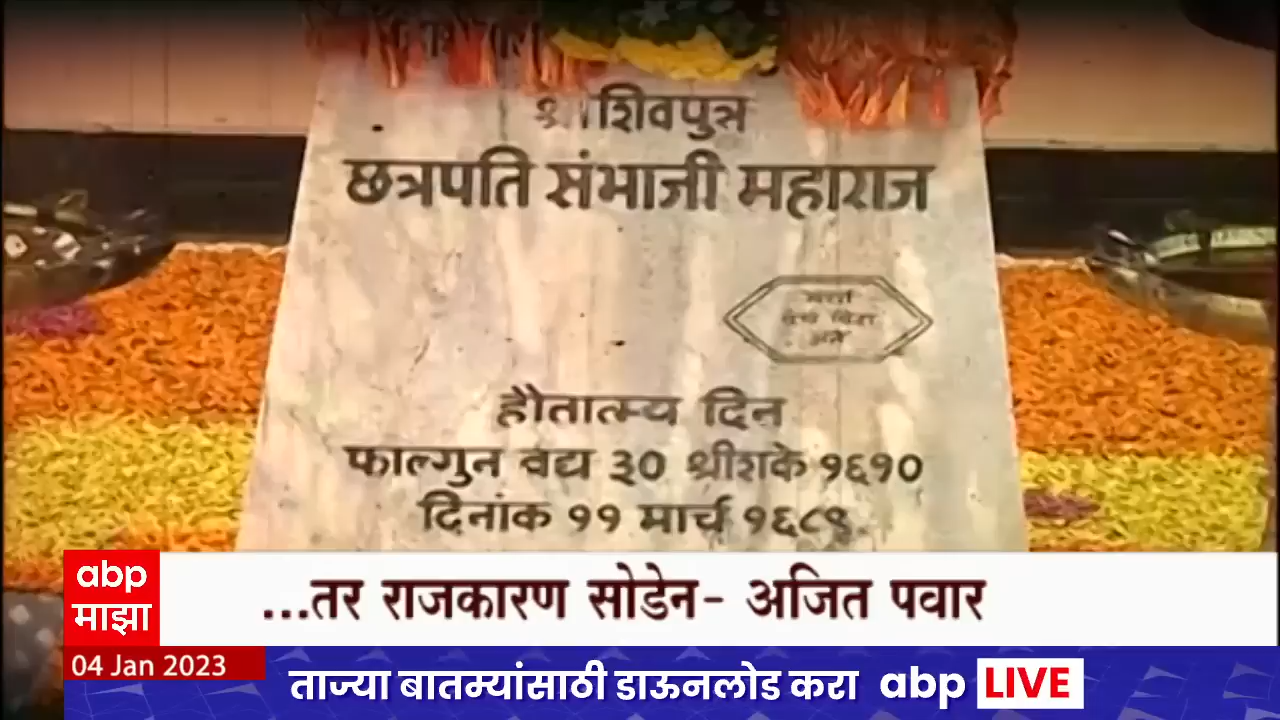 श्री शिवपुत्र
छत्रपति संभाजी महाराज
हौतात्म्य दिन
फाल्गुन वद्य ३० श्रीशके १६१०
दिनांक ११ मार्च १६८९
...तर राजकारण सोडेन- अजित पवार
abp
माझा
04 Jan 2023
ताज्या बातम्यांसाठी डाऊनलोड करा abp LIVE